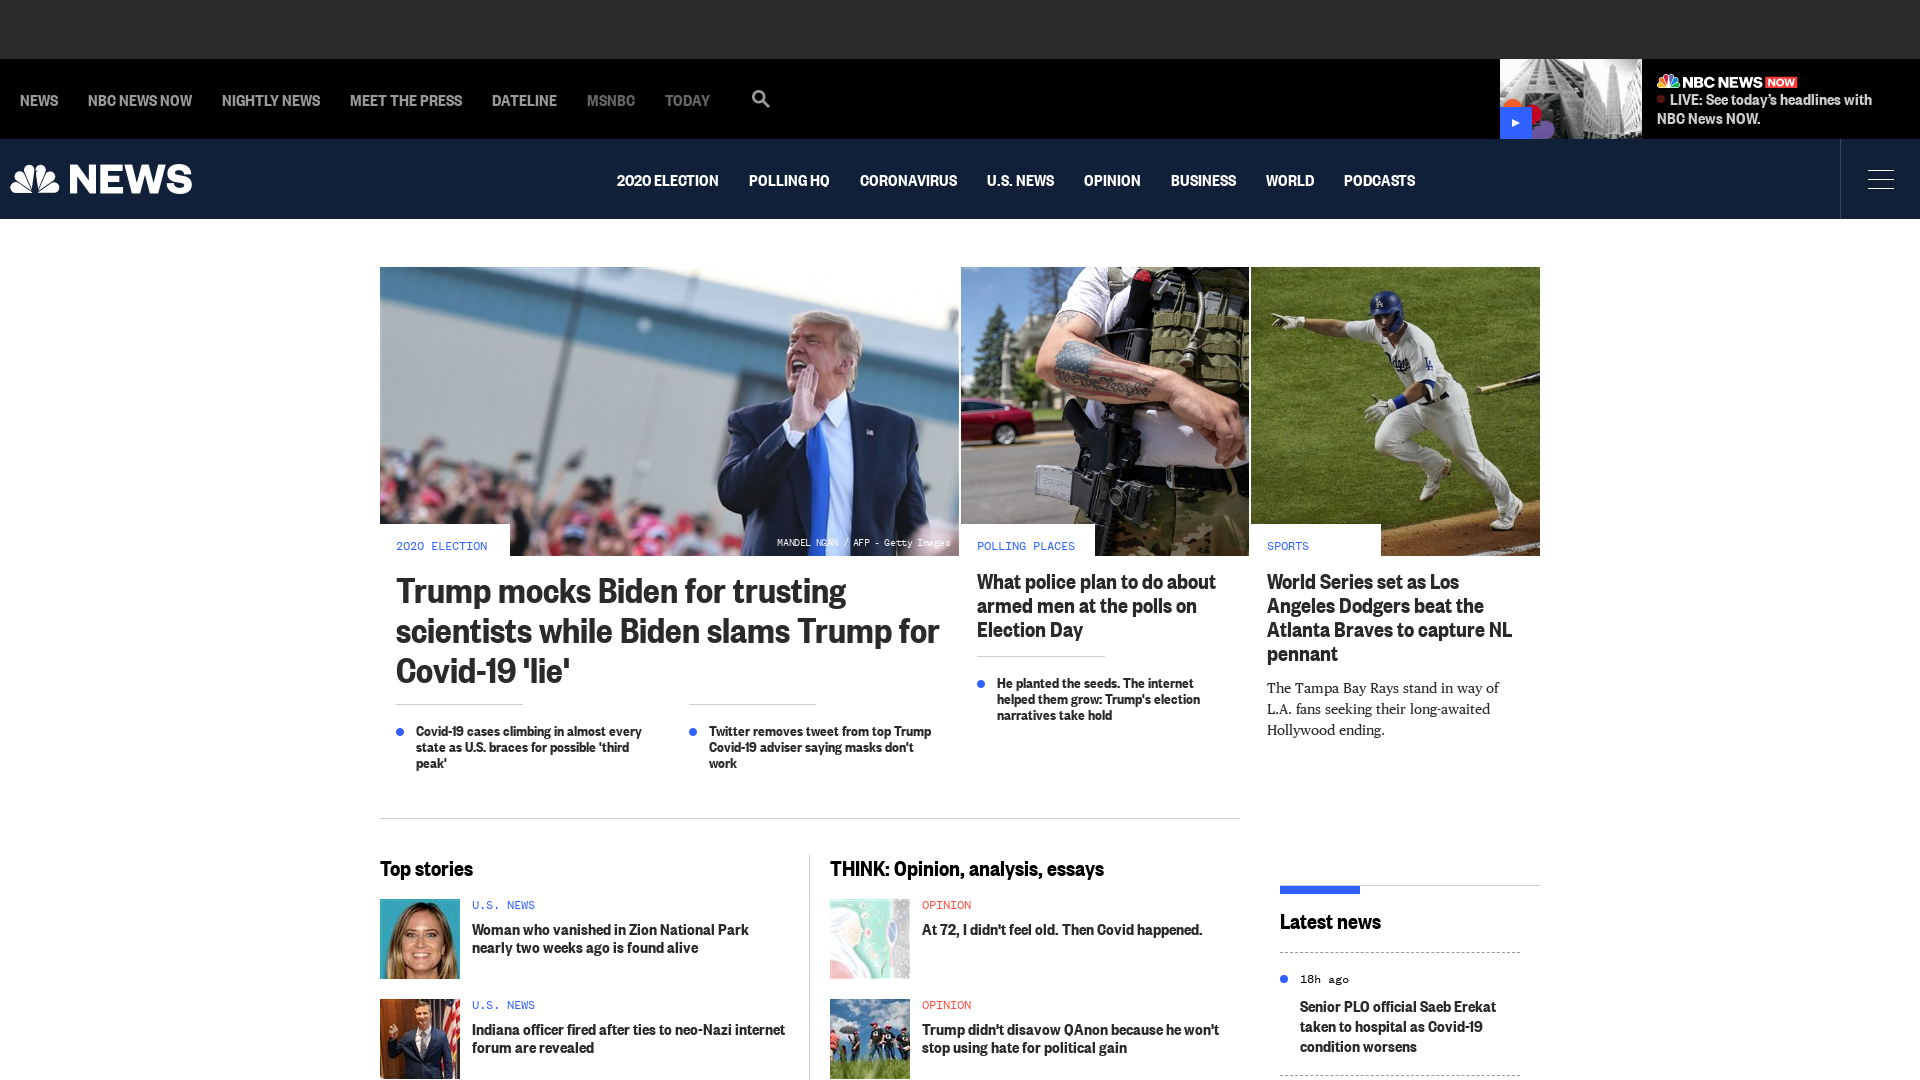 NEWS NBC NEWS NOW NIGHTLY NEWS MEET THE PRESS DATELINE MSNBC TODAY
NBC NEWS NOW
LIVE: See today's headlines with
NBC News NOW.
NEWS
2020 ELECTION POLLING HQ CORONAVIRUS U.S. NEWS OPINION BUSINESS WORLD PODCASTS
MANDEL NGAN / AFP - Getty Images
2020 ELECTION
Trump mocks Biden for trusting
scientists while Biden slams Trump for
Covid-19 'lie'
Covid-19 cases climbing in almost every
state as U.S. braces for possible 'third
peak'
Twitter removes tweet from top Trump
Covid-19 adviser saying masks don't
work
We the People
POLLING PLACES
What police plan to do about
armed men at the polls on
Election Day
He planted the seeds. The internet
helped them grow: Trump's election
narratives take hold
Dodgers
SPORTS
World Series set as Los
Angeles Dodgers beat the
Atlanta Braves to capture NL
pennant
The Tampa Bay Rays stand in way of
L.A. fans seeking their long-awaited
Hollywood ending.
Top stories
U.S. NEWS
Woman who vanished in Zion National Park
nearly two weeks ago is found alive
U.S. NEWS
Indiana officer fired after ties to neo-Nazi internet
forum are revealed
THINK: Opinion, analysis, essays
OPINION
At 72, I didn't feel old. Then Covid happened.
OPINION
Trump didn't disavow QAnon because he won't
stop using hate for political gain
Latest news
18h ago
Senior PLO official Saeb Erekat
taken to hospital as Covid-19
condition worsens